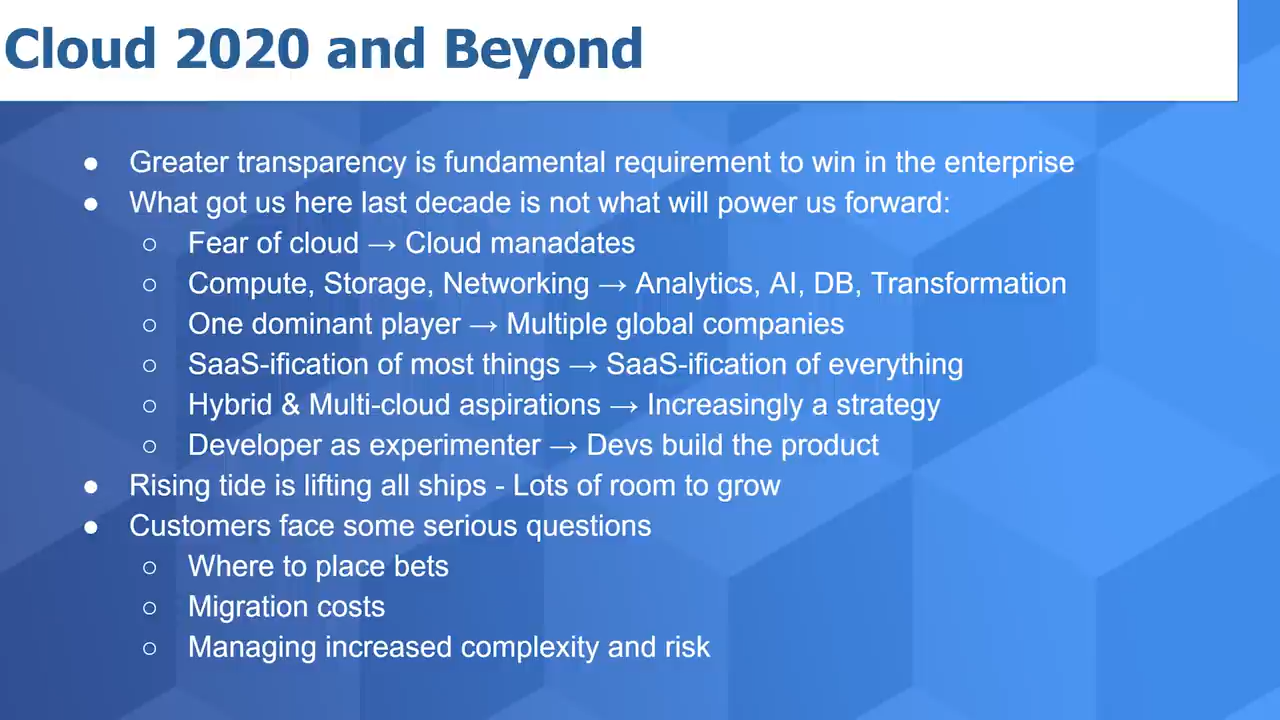 Cloud 2020 and Beyond
● Greater transparency is fundamental requirement to win in the enterprise
● What got us here last decade is not what will power us forward:
○ Fear of cloud → Cloud manadates
○ Compute, Storage, Networking → Analytics, AI, DB, Transformation
○ One dominant player → Multiple global companies
○ SaaS-ification of most things → SaaS-ification of everything
○ Hybrid & Multi-cloud aspirations → Increasingly a strategy
○ Developer as experimenter → Devs build the product
● Rising tide is lifting all ships - Lots of room to grow
● Customers face some serious questions
○ Where to place bets
○ Migration costs
○ Managing increased complexity and risk